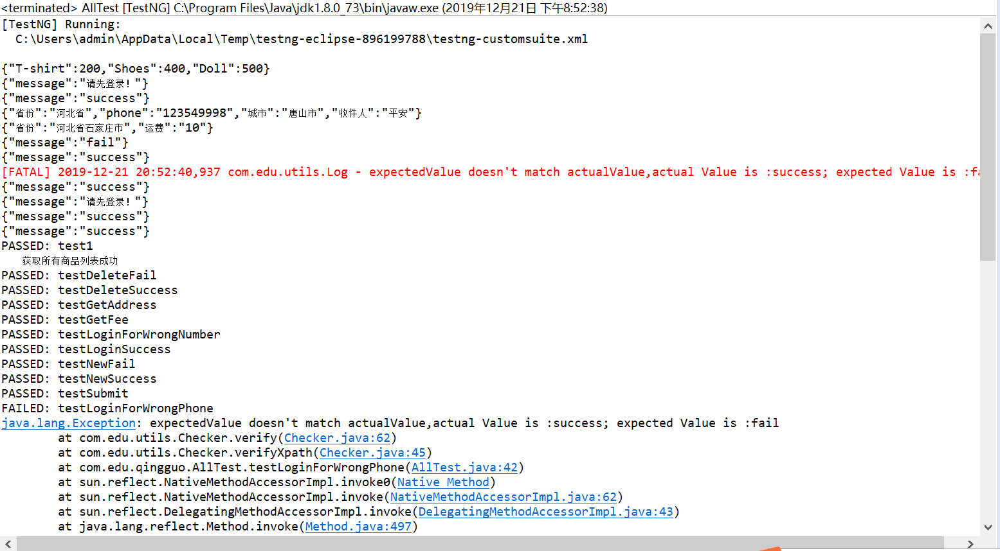 <terminated> AllTest [TestNG] C:\Program Files\Java\jdk1.8.0_73\bin\javaw.exe (2019年12月21日 下午8:52:38)
[TestNG] Running:
  C:\Users\admin\AppData\Local\Temp\testng-eclipse-896199788\testng-customsuite.xml
{"T-shirt":200,"Shoes":400,"Doll":500}
{"message":"请先登录！"}
{"message":"success"}
{"省份":"河北省","phone":"123549998","城市":"唐山市","收件人":"平安"}
{"省份":"河北省石家庄市","运费":"10"}
{"message":"fail"}
{"message":"success"}
[FATAL] 2019-12-21 20:52:40,937 com.edu.utils.Log - expectedValue doesn't match actualValue,actual Value is :success; expected Value is :fa
{"message":"success"}
{"message":"请先登录！"}
{"message":"success"}
{"message":"success"}
PASSED: test1
获取所有商品列表成功
PASSED: testDeleteFail
PASSED: testDeleteSuccess
PASSED: testGetAddress
PASSED: testGetFee
PASSED: testLoginForWrongNumber
PASSED: testLoginSuccess
PASSED: testNewFail
PASSED: testNewSuccess
PASSED: testSubmit
FAILED: testLoginForWrongPhone
java.lang.Exception: expectedValue doesn't match actualValue,actual Value is :success; expected Value is :fail
at com.edu.utils.Checker.verify(Checker.java:62)
at com.edu.utils.Checker.verifyXpath(Checker.java:45)
at com.edu.qingguo.AllTest.testLoginForWrongPhone(AllTest.java:42)
at sun.reflect.NativeMethodAccessorImpl.invoke0(Native Method)
at sun.reflect.NativeMethodAccessorImpl.invoke(NativeMethodAccessorImpl.java:62)
at sun.reflect.DelegatingMethodAccessorImpl.invoke(DelegatingMethodAccessorImpl.java:43)
at java.lang.reflect.Method.invoke(Method.java:497)